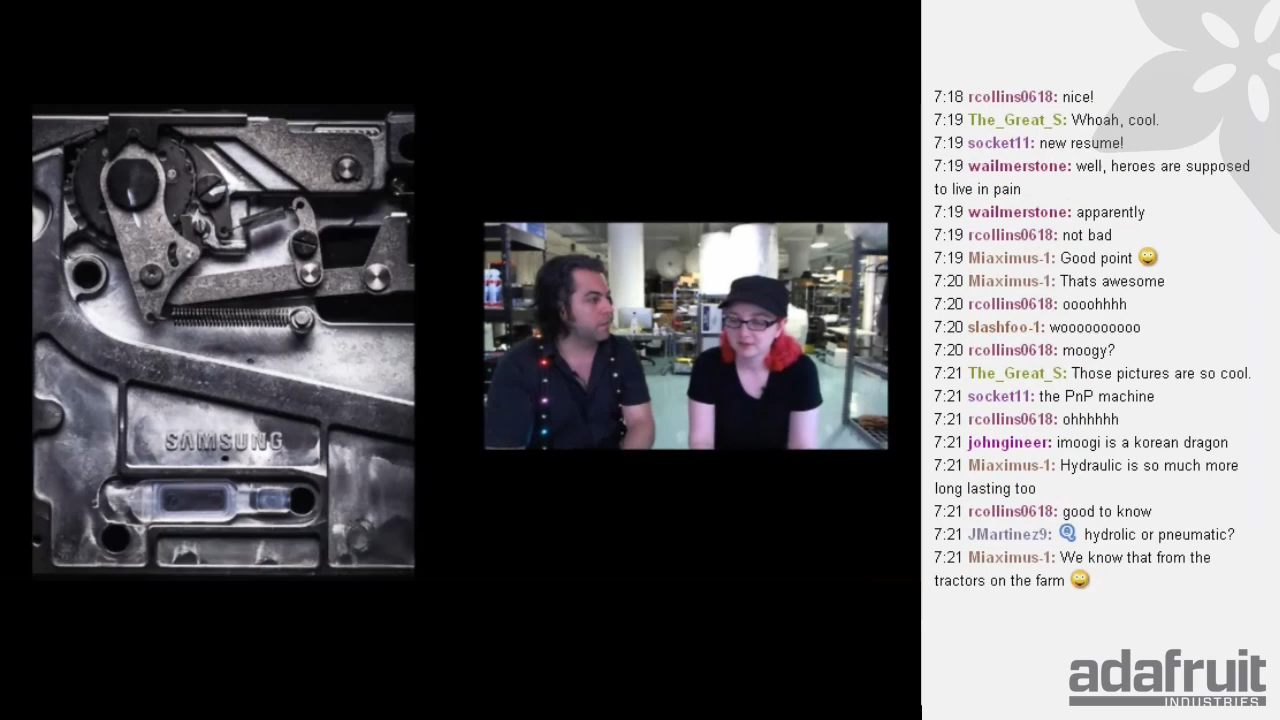 SAMSUNG
7:18 rcollins0618: nice!
7:19 The_Great_S: Whoah, cool.
7:19 socket11: new resume!
7:19 wailmerstone: well, heroes are supposed
to live in pain
7:19 wailmerstone: apparently
7:19 rcollins0618: not bad
7:19 Miaximus-1: Good point
7:20 Miaximus-1: Thats awesome
7:20 rcollins0618: oooohhhh
7:20 slashfoo-1: woooooooooo
7:20 rcollins0618: moogy?
7:21 The_Great_S: Those pictures are so cool.
7:21 socket11: the PnP machine
7:21 rcollins0618: ohhhhhh
7:21 johngineer: imoogi is a korean dragon
7:21 Miaximus-1: Hydraulic is so much more
long lasting too
7:21 rcollins0618: good to know
7:21 JMartinez9: hydrolic or pneumatic?
7:21 Miaximus-1: We know that from the
tractors on the farm
adafruit
INDUSTRIES